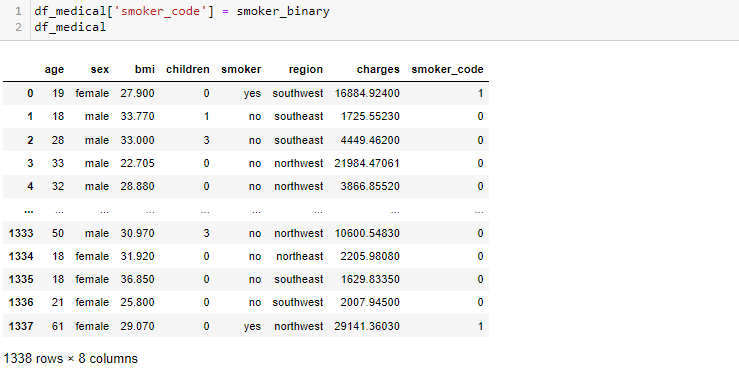 1 df_medical['smoker_code'] = smoker_binary
2 df_medical
age sex bmi children smoker region charges smoker_code
0 19 female 27.900 0 yes southwest 16884.92400 1
1 18 male 33.770 1 no southeast 1725.55230 0
2 28 male 33.000 3 no southeast 4449.46200 0
3 33 male 22.705 0 no northwest 21984.47061 0
4 32 male 28.880 0 no northwest 3866.85520 0
... ... ... ... ... ... ... ... ...
1333 50 male 30.970 3 no northwest 10600.54830 0
1334 18 female 31.920 0 no northeast 2205.98080 0
1335 18 female 36.850 0 no southeast 1629.83350 0
1336 21 female 25.800 0 no southwest 2007.94500 0
1337 61 female 29.070 0 yes northwest 29141.36030 1
1338 rows × 8 columns